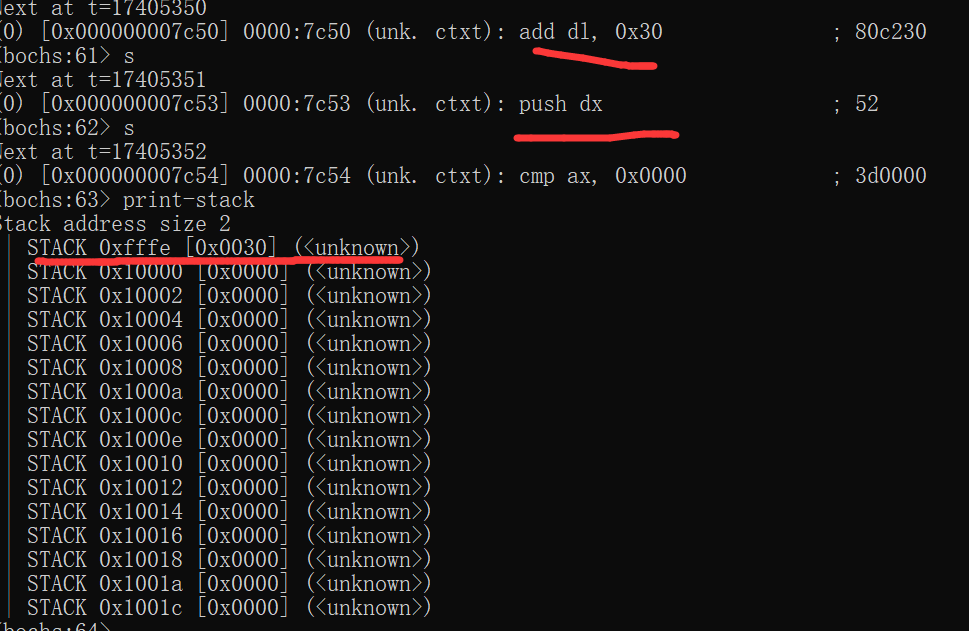 Next at t=17405350
(0) [0x000000007c50] 0000:7c50 (unk. ctxt): add dl, 0x30 ; 80c230
<bochs:61> s
Next at t=17405351
(0) [0x000000007c53] 0000:7c53 (unk. ctxt): push dx ; 52
<bochs:62> s
Next at t=17405352
(0) [0x000000007c54] 0000:7c54 (unk. ctxt): cmp ax, 0x0000 ; 3d0000
<bochs:63> print-stack
Stack address size 2
| STACK 0xfffe [0x0030] (<unknown>)
| STACK 0x10000 [0x0000] (<unknown>)
| STACK 0x10002 [0x0000] (<unknown>)
| STACK 0x10004 [0x0000] (<unknown>)
| STACK 0x10006 [0x0000] (<unknown>)
| STACK 0x10008 [0x0000] (<unknown>)
| STACK 0x1000a [0x0000] (<unknown>)
| STACK 0x1000c [0x0000] (<unknown>)
| STACK 0x1000e [0x0000] (<unknown>)
| STACK 0x10010 [0x0000] (<unknown>)
| STACK 0x10012 [0x0000] (<unknown>)
| STACK 0x10014 [0x0000] (<unknown>)
| STACK 0x10016 [0x0000] (<unknown>)
| STACK 0x10018 [0x0000] (<unknown>)
| STACK 0x1001a [0x0000] (<unknown>)
| STACK 0x1001c [0x0000] (<unknown>)
<bochs:64>